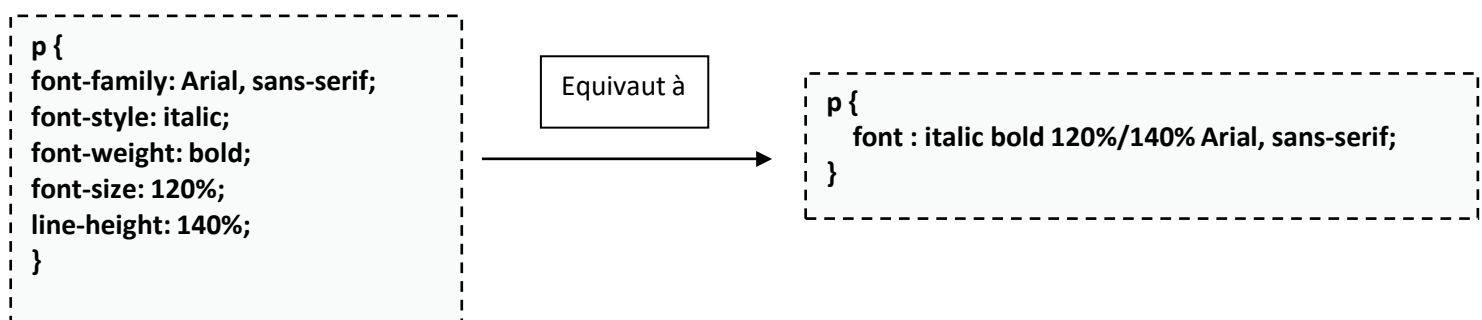 p {
font-family: Arial, sans-serif;
font-style: italic;
font-weight: bold;
font-size: 120%;
line-height: 140%;
}
Equivaut à
p {
font : italic bold 120%/140% Arial, sans-serif;
}